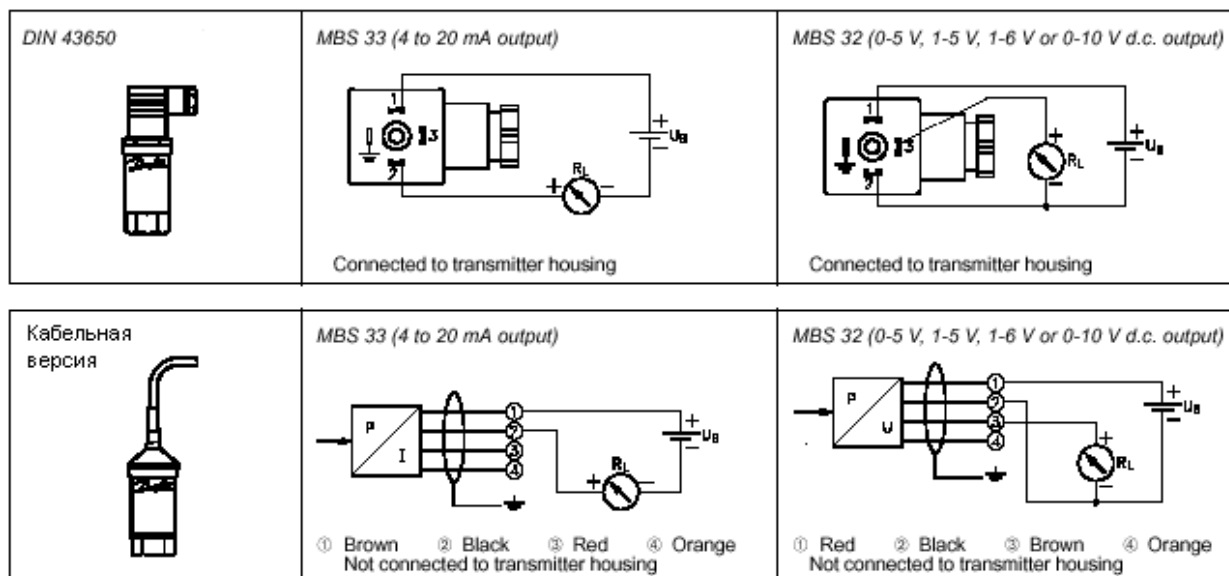 DIN 43650
MBS 33 (4 to 20 mA output)
1
3
2
+
UB
−
RL
+
−
Connected to transmitter housing
MBS 32 (0-5 V, 1-5 V, 1-6 V or 0-10 V d.c. output)
1
3
2
+
RL
−
+
UB
−
Connected to transmitter housing
Кабельная
версия
MBS 33 (4 to 20 mA output)
P
I
①
②
③
④
+
UB
−
RL
+
−
① Brown ② Black ③ Red ④ Orange
Not connected to transmitter housing
MBS 32 (0-5 V, 1-5 V, 1-6 V or 0-10 V d.c. output)
P
U
①
②
③
④
+
RL
−
+
UB
−
① Red ② Black ③ Brown ④ Orange
Not connected to transmitter housing